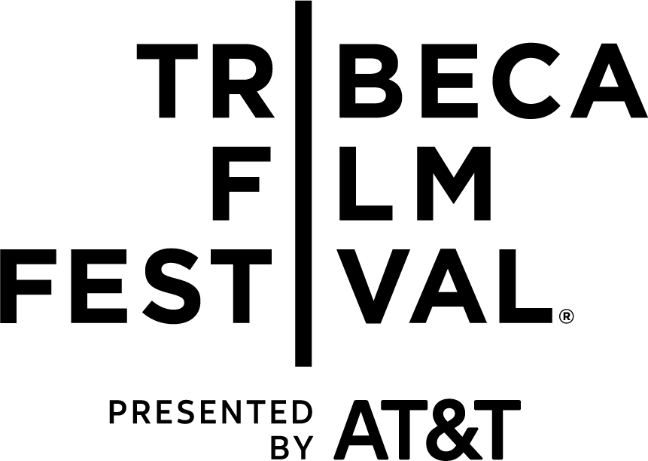 TRIBECA
FILM
FESTIVAL®
PRESENTED
BY AT&T